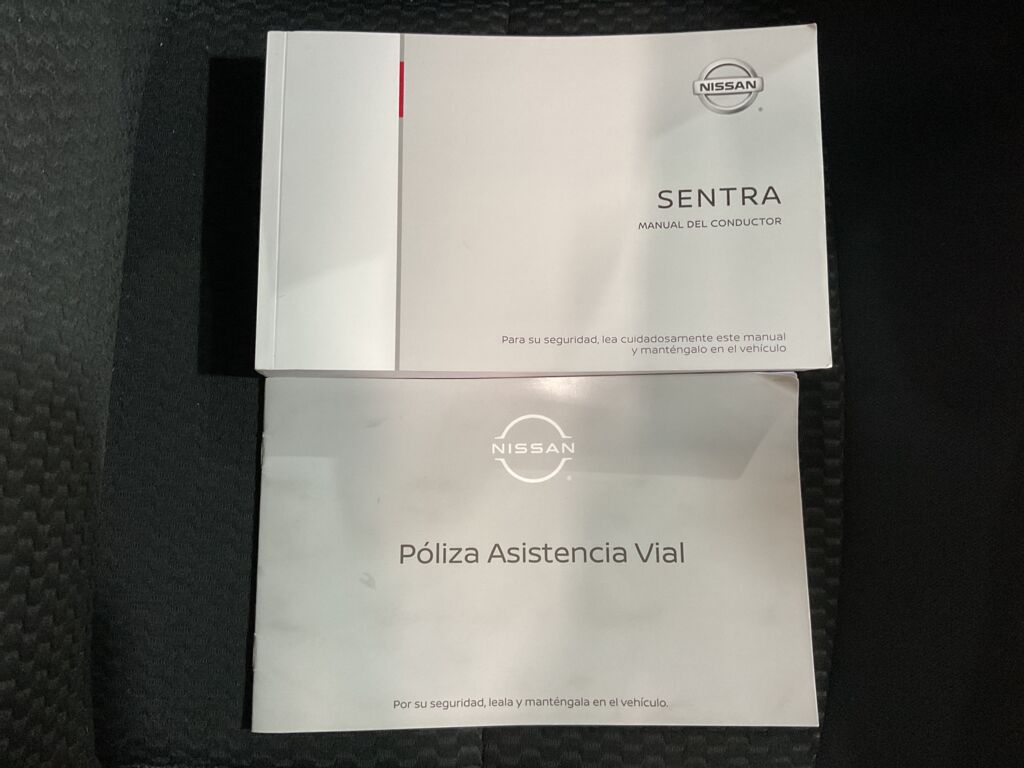 NISSAN
SENTRA
MANUAL DEL CONDUCTOR
Para su seguridad, lea cuidadosamente este manual
y manténgalo en el vehículo
NISSAN
Póliza Asistencia Vial
Por su seguridad, leala y manténgala en el vehículo.